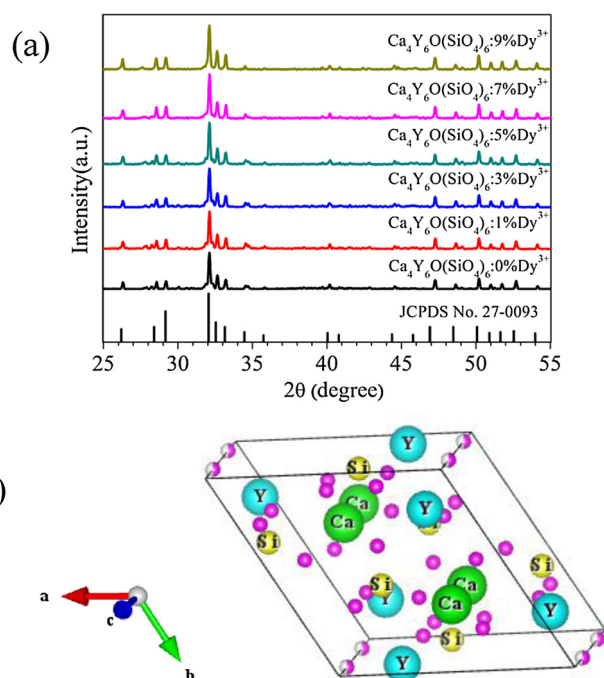 (a)
Ca₄Y₆O(SiO₄)₆:9%Dy³⁺
Ca₄Y₆O(SiO₄)₆:7%Dy³⁺
Ca₄Y₆O(SiO₄)₆:5%Dy³⁺
Ca₄Y₆O(SiO₄)₆:3%Dy³⁺
Ca₄Y₆O(SiO₄)₆:1%Dy³⁺
Ca₄Y₆O(SiO₄)₆:0%Dy³⁺
JCPDS No. 27-0093
Intensity(a.u.)
25 30 35 40 45 50 55
2θ (degree)
)
Y
Si
Y
Ca
Y
Ca
Si
Si
Si
Si
Ca
Y
Ca
Y
Si
Y
a
c
b